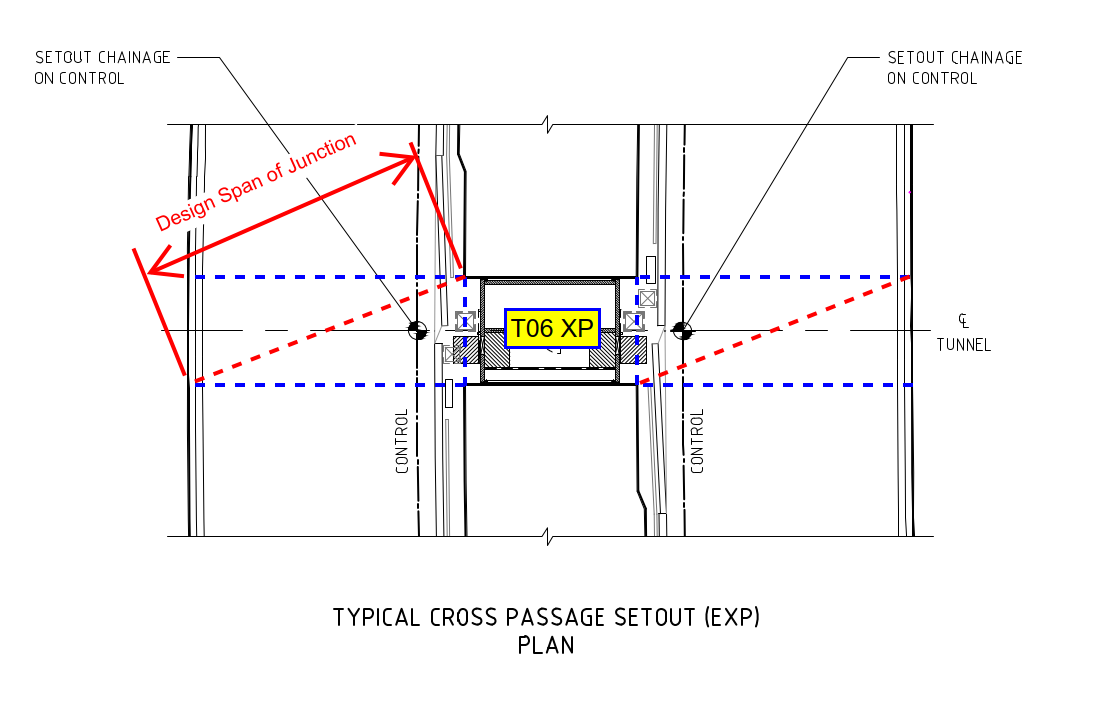 SETOUT CHAINAGE
ON CONTROL
SETOUT CHAINAGE
ON CONTROL
Design Span of Junction
T06 XP
℄
TUNNEL
CONTROL
CONTROL
TYPICAL CROSS PASSAGE SETOUT (EXP)
PLAN